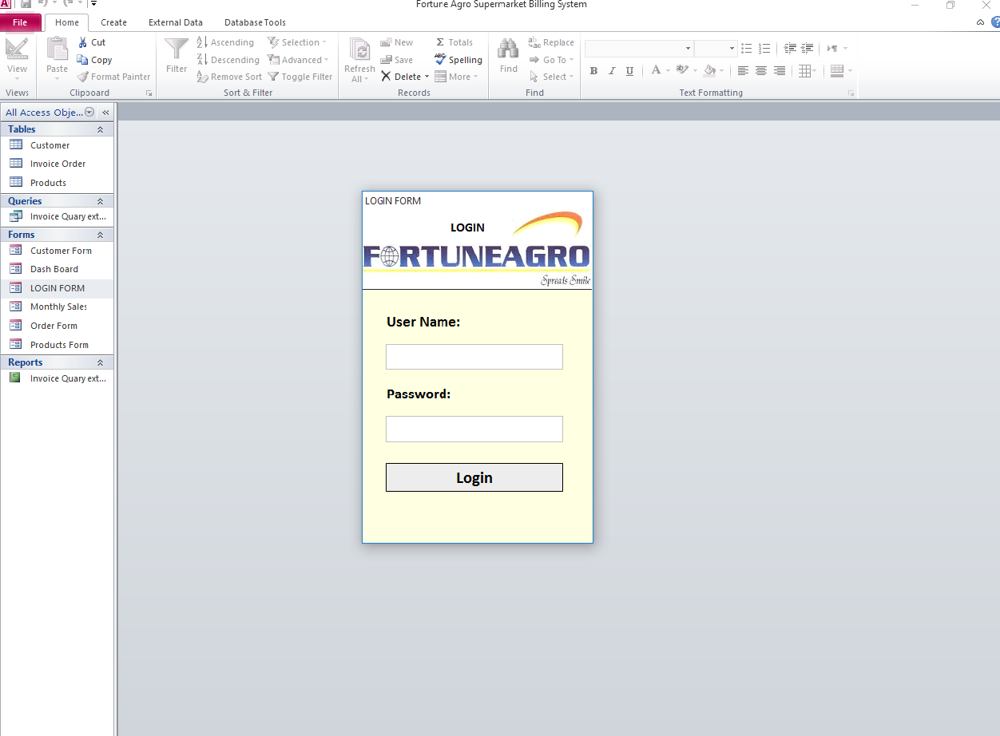 Fortune Agro Supermarket Billing System
File Home Create External Data Database Tools
Cut Ascending Selection New Totals Replace
View Paste Copy Filter Descending Advanced Refresh All Save Spelling Find Go To
Format Painter Remove Sort Toggle Filter Delete More Select
B I U A ab
Views Clipboard Sort & Filter Records Find Text Formatting
All Access Obje...
Tables
Customer
Invoice Order
Products
Queries
Invoice Quary ext...
Forms
Customer Form
Dash Board
LOGIN FORM
Monthly Sales
Order Form
Products Form
Reports
Invoice Quary ext...
LOGIN FORM
LOGIN
FORTUNEAGRO
Spreads Smile
User Name:
Password:
Login